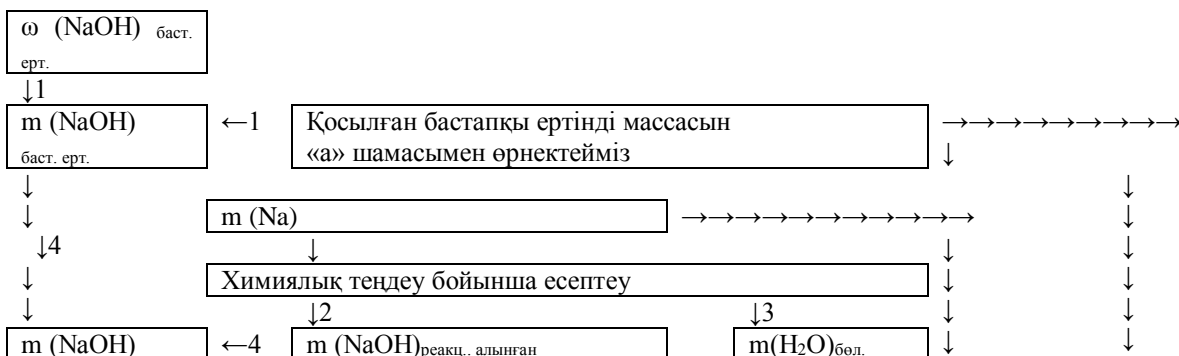 ω (NaOH) баст.
ерт.
↓1
m (NaOH) ←1 Қосылған бастапқы ертінді массасын →→→→→→→→→
баст. ерт. «а» шамасымен өрнектейміз ↓
↓ ↓
↓ m (Na) →→→→→→→→→→→ ↓
↓4 ↓ ↓ ↓
↓ Химиялық теңдеу бойынша есептеу ↓ ↓
↓ ↓2 ↓3 ↓ ↓
m (NaOH) ←4 m (NaOH)реакц.. алынған m(H₂O)бөл. ↓ ↓